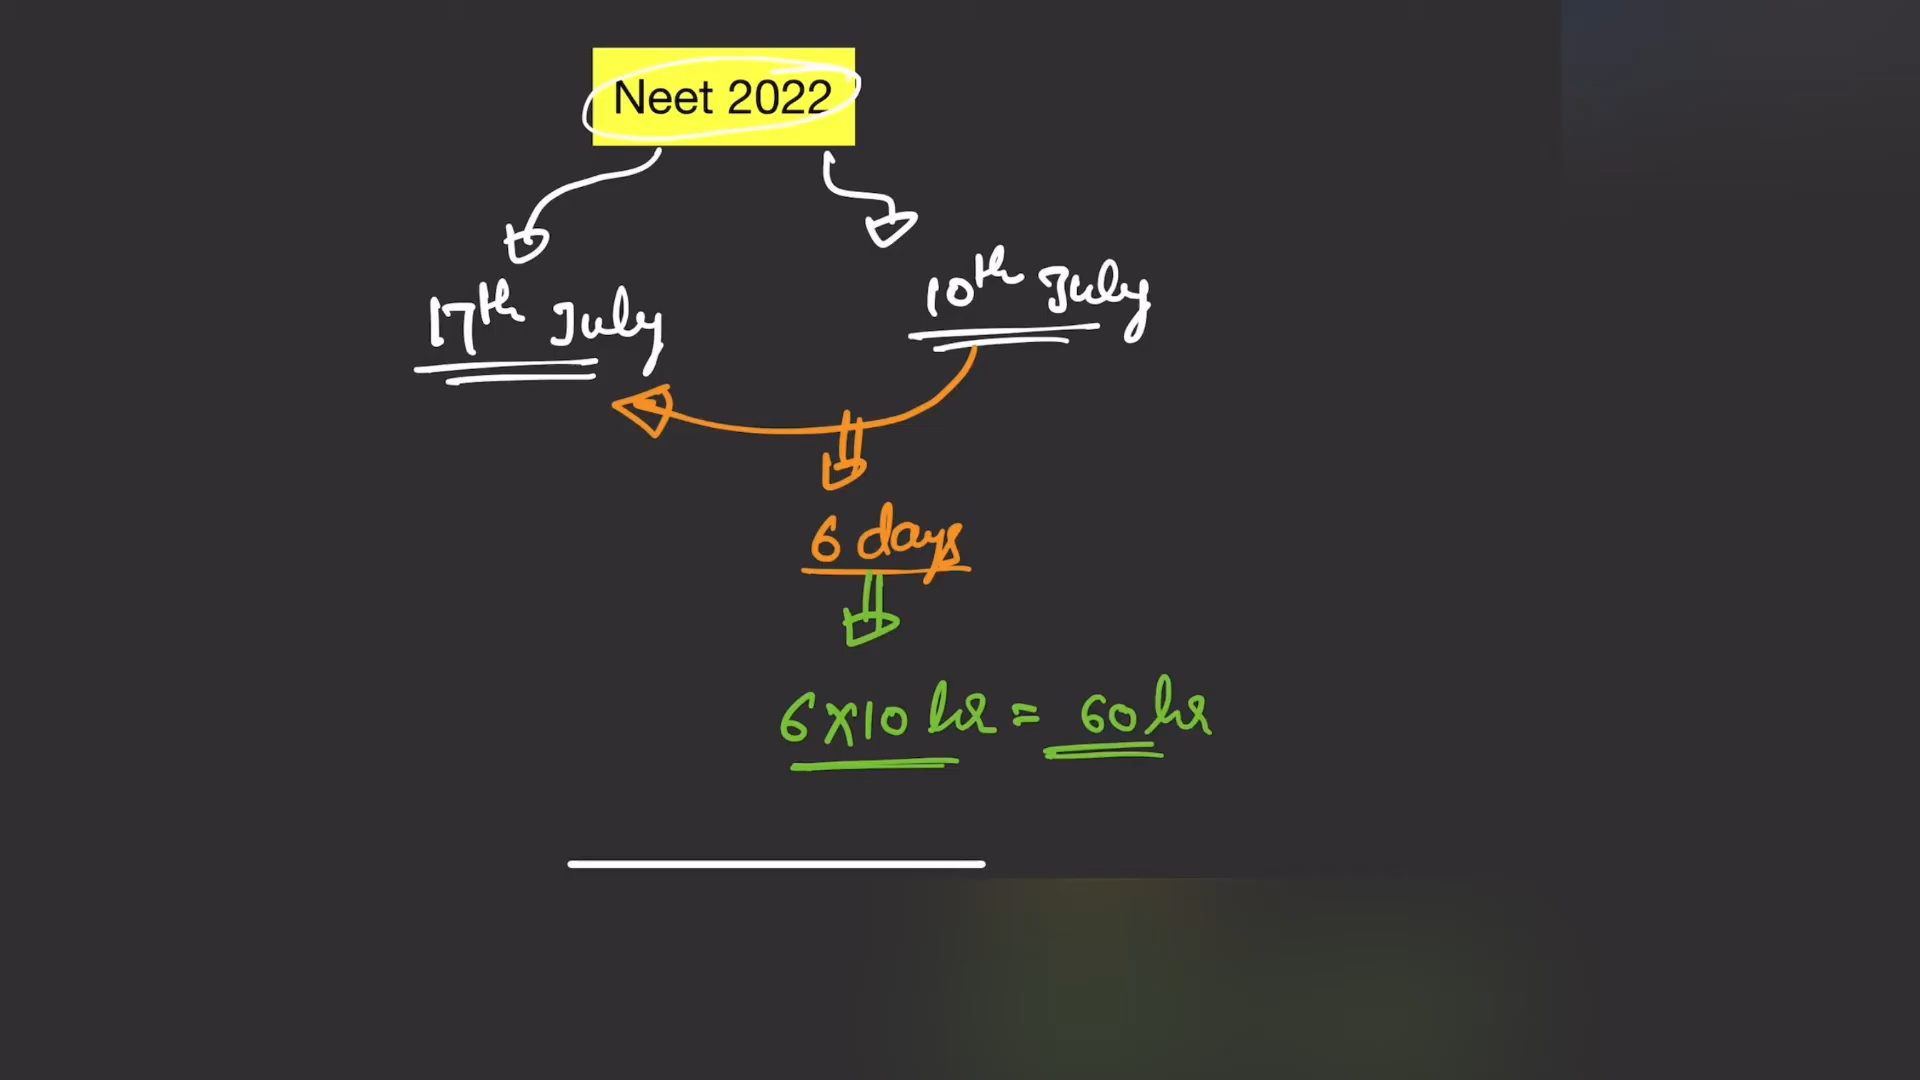 Neet 2022
17th July
10th July
6 days
6x10 hr = 60 hr